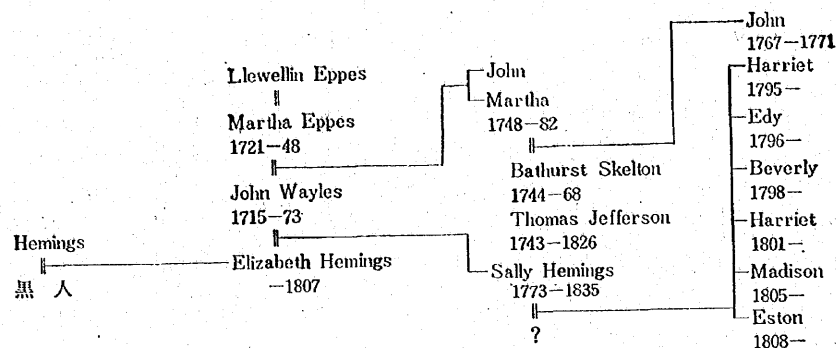 Hemings
黒人
Llewellin Eppes
Martha Eppes
1721—48
John Wayles
1715—73
Elizabeth Hemings
—1807
John
Martha
1748—82
Bathurst Skelton
1744—68
Thomas Jefferson
1743—1826
Sally Hemings
1773—1835
?
John
1767—1771
Harriet
1795—
Edy
1796—
Beverly
1798—
Harriet
1801—
Madison
1805—
Eston
1808—